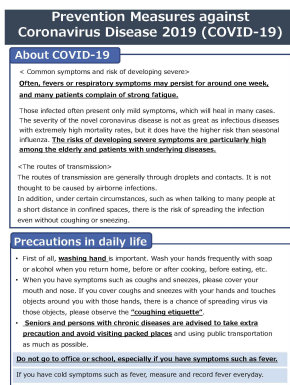 Prevention Measures against
Coronavirus Disease 2019 (COVID-19)
About COVID-19
< Common symptoms and risk of developing severe>
Often, fevers or respiratory symptoms may persist for around one week,
and many patients complain of strong fatigue.
Those infected often present only mild symptoms, which will heal in many cases.
The severity of the novel coronavirus disease is not as great as infectious diseases
with extremely high mortality rates, but it does have the higher risk than seasonal
influenza. The risks of developing severe symptoms are particularly high
among the elderly and patients with underlying diseases.
<The routes of transmission>
The routes of transmission are generally through droplets and contacts. It is not
thought to be caused by airborne infections.
In addition, under certain circumstances, such as when talking to many people at
a short distance in confined spaces, there is the risk of spreading the infection
even without coughing or sneezing.
Precautions in daily life
• First of all, washing hand is important. Wash your hands frequently with soap
or alcohol when you return home, before or after cooking, before eating, etc.
• When you have symptoms such as coughs and sneezes, please cover your
mouth and nose. If you cover coughs and sneezes with your hands and touches
objects around you with those hands, there is a chance of spreading virus via
those objects, please observe the "coughing etiquette".
• Seniors and persons with chronic diseases are advised to take extra
precaution and avoid visiting packed places and using public transportation
as much as possible.
Do not go to office or school, especially if you have symptoms such as fever.
If you have cold symptoms such as fever, measure and record fever everyday.